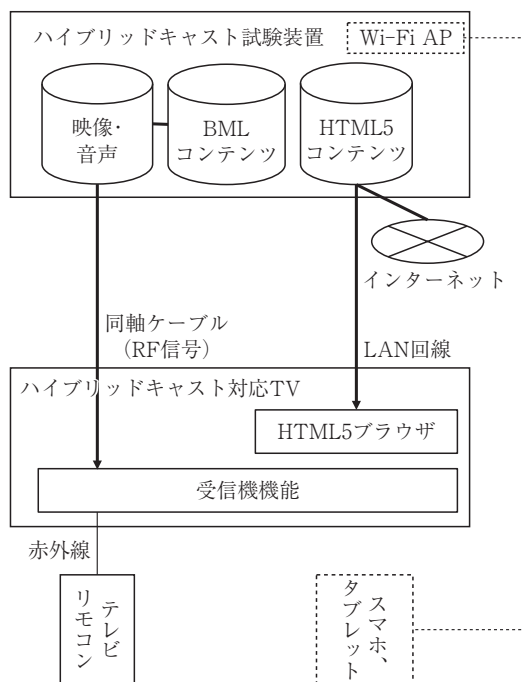 ハイブリッドキャスト試験装置
Wi-Fi AP
映像・
音声
BML
コンテンツ
HTML5
コンテンツ
インターネット
同軸ケーブル
(RF信号)
LAN回線
ハイブリッドキャスト対応TV
HTML5ブラウザ
受信機機能
赤外線
テレビ
リモコン
スマホ、
タブレット